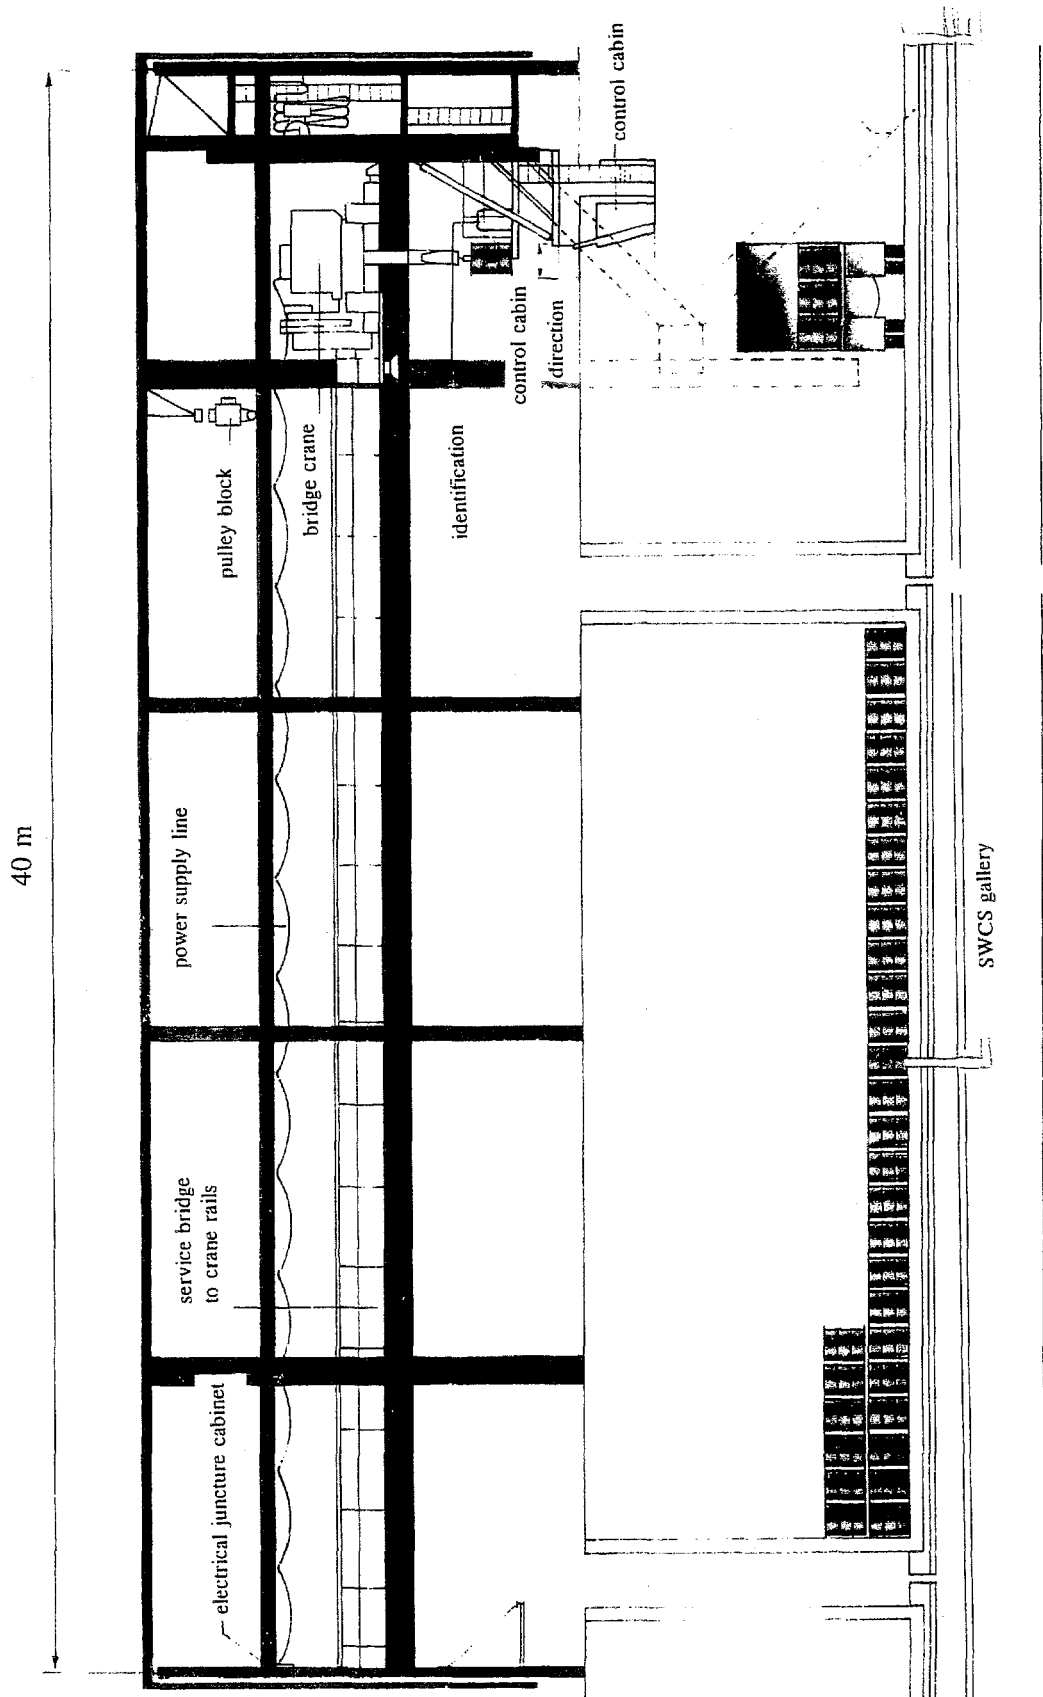 40 m
electrical juncture cabinet
service bridge
to crane rails
power supply line
pulley block
bridge crane
identification
control cabin
direction
control cabin
SWCS gallery